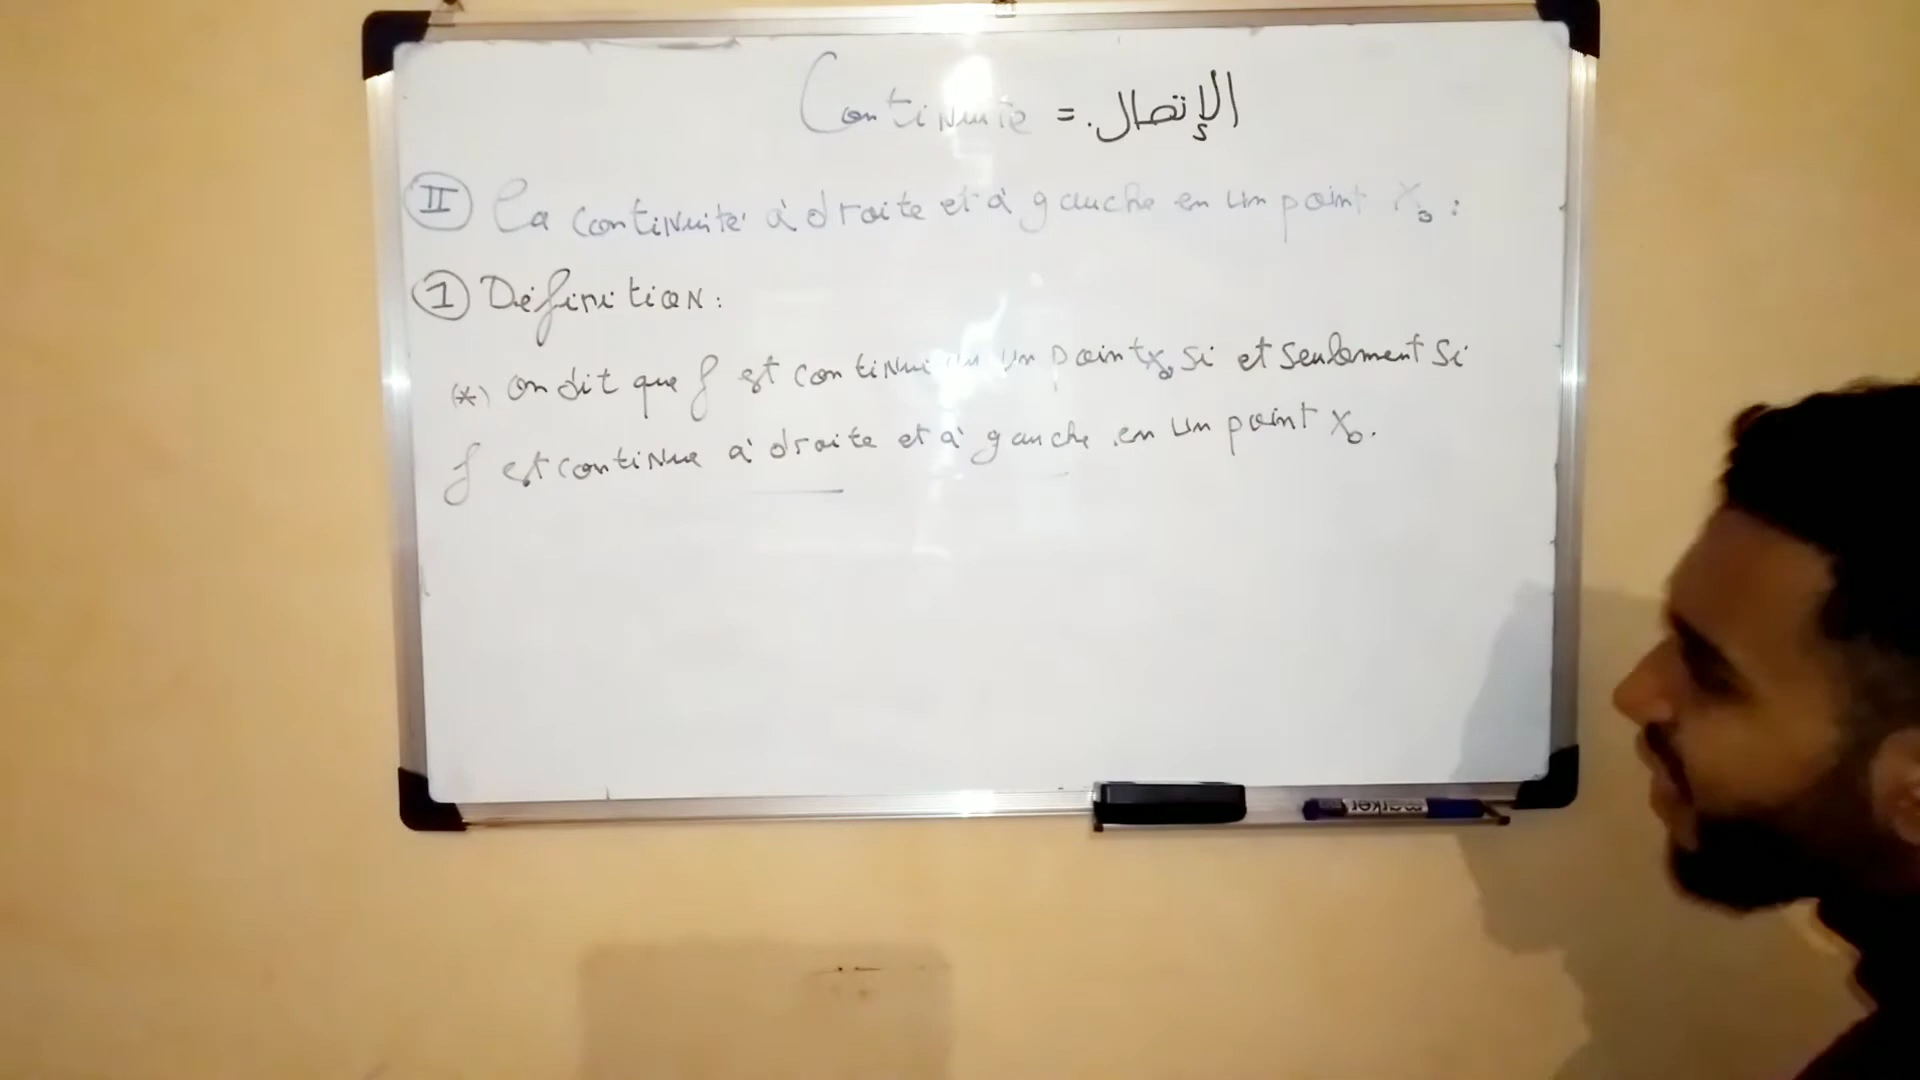 Continuité = الإتصال.
II La continuité à droite et à gauche en un point x₀ :
1 Définition :
(*) on dit que f est continue en un point x₀ si et seulement si
f est continue à droite et à gauche en un point x₀.
marker